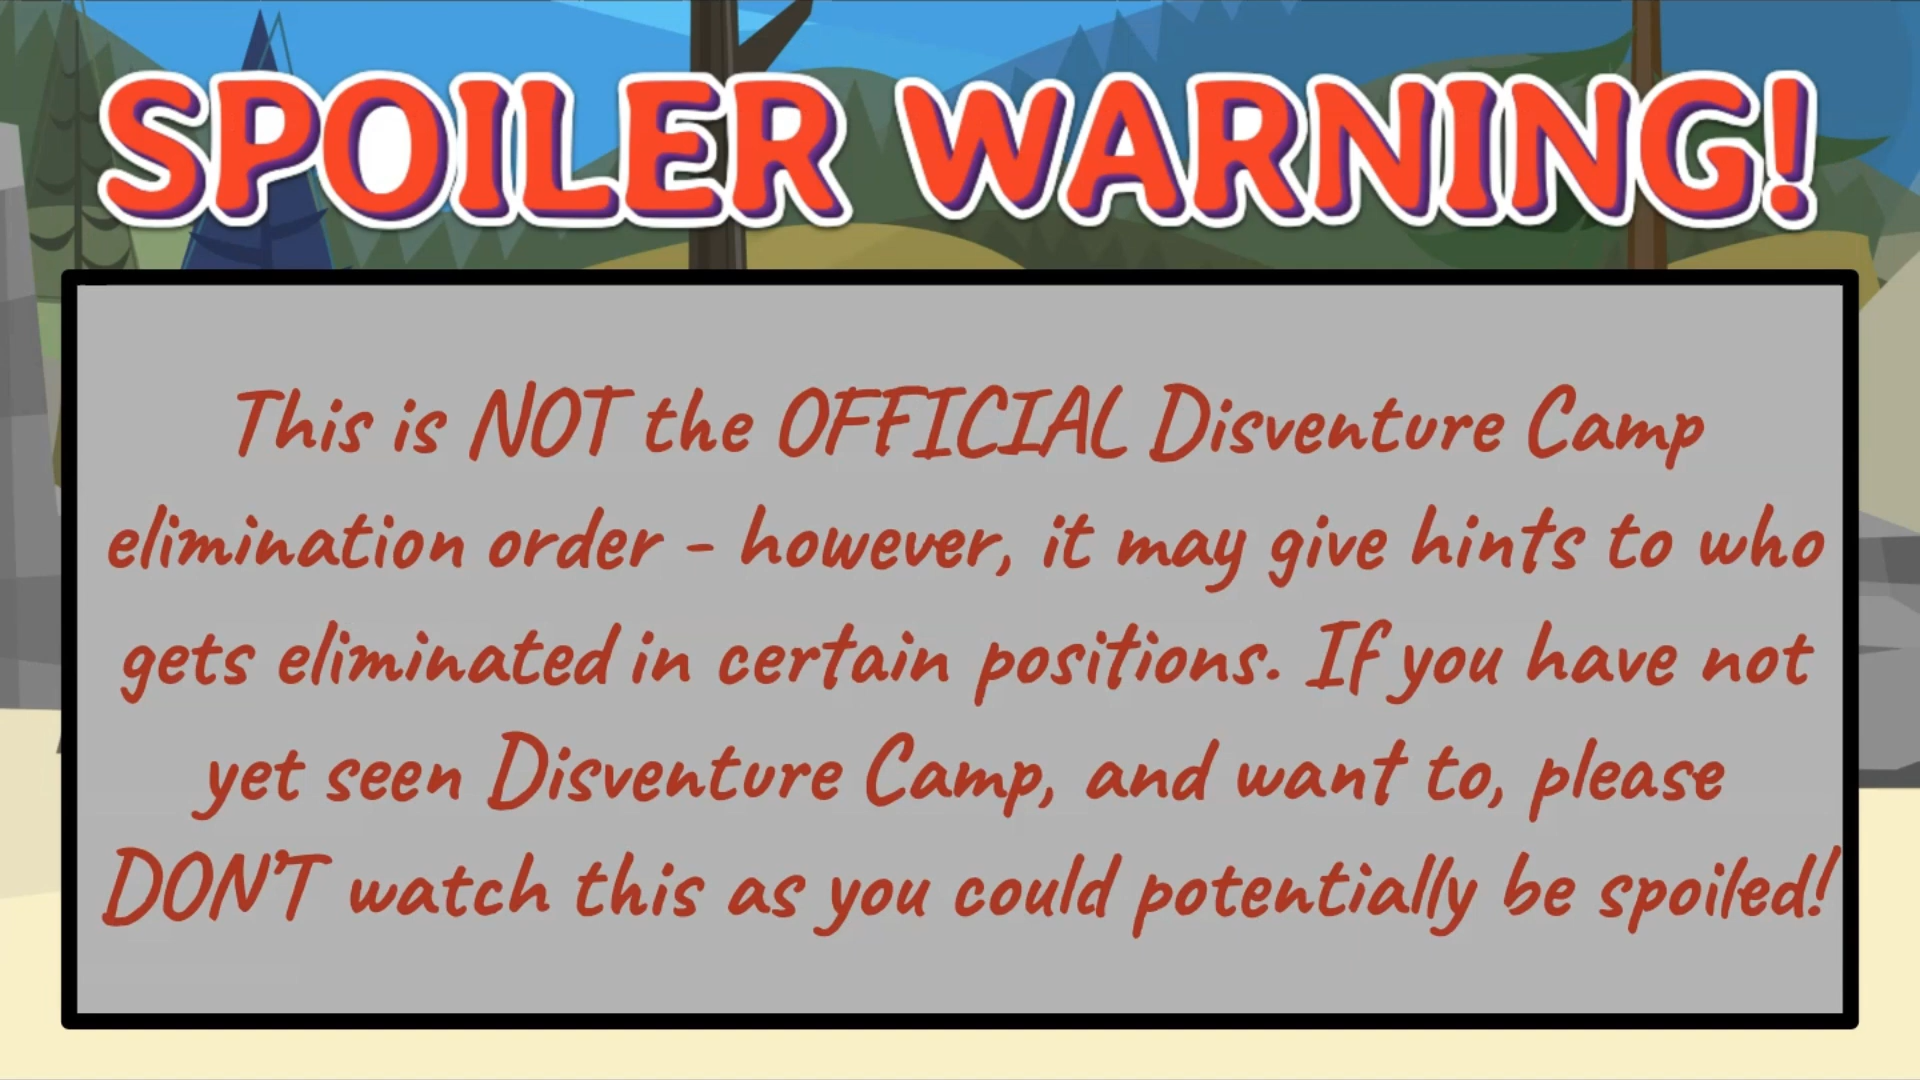 SPOILER WARNING!
This is NOT the OFFICIAL Disventure Camp
elimination order - however, it may give hints to who
gets eliminated in certain positions. If you have not
yet seen Disventure Camp, and want to, please
DON'T watch this as you could potentially be spoiled!